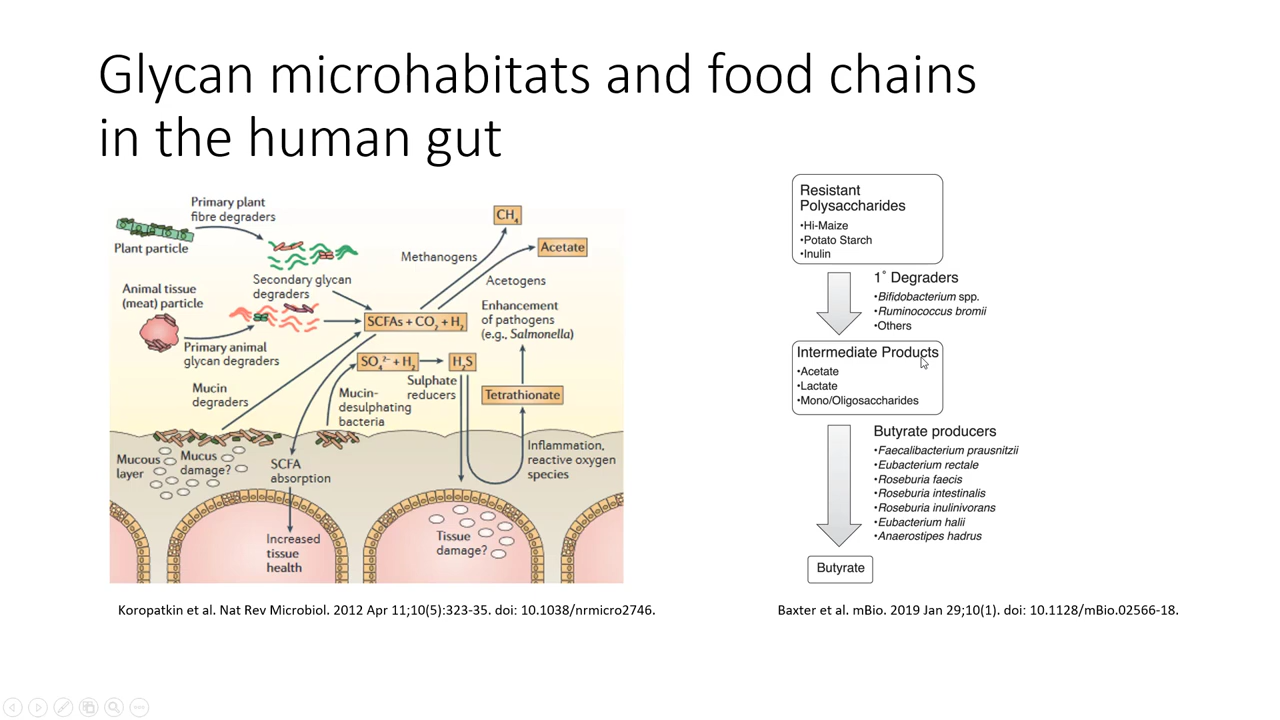 Glycan microhabitats and food chains
in the human gut
Primary plant
fibre degraders
Plant particle
CH₄
Acetate
Methanogens
Acetogens
Secondary glycan
degraders
Animal tissue
(meat) particle
Primary animal
glycan degraders
SCFAs + CO₂ + H₂
Enhancement
of pathogens
(e.g., Salmonella)
SO₄²⁻ + H₂
H₂S
Sulphate
reducers
Tetrathionate
Mucin
degraders
Mucin-
desulphating
bacteria
Mucous
layer
Mucus
damage?
SCFA
absorption
Inflammation,
reactive oxygen
species
Increased
tissue
health
Tissue
damage?
Koropatkin et al. Nat Rev Microbiol. 2012 Apr 11;10(5):323-35. doi: 10.1038/nrmicro2746.
Resistant
Polysaccharides
•Hi-Maize
•Potato Starch
•Inulin
1˚ Degraders
•Bifidobacterium spp.
•Ruminococcus bromii
•Others
Intermediate Products
•Acetate
•Lactate
•Mono/Oligosaccharides
Butyrate producers
•Faecalibacterium prausnitzii
•Eubacterium rectale
•Roseburia faecis
•Roseburia intestinalis
•Roseburia inulinivorans
•Eubacterium halii
•Anaerostipes hadrus
Butyrate
Baxter et al. mBio. 2019 Jan 29;10(1). doi: 10.1128/mBio.02566-18.